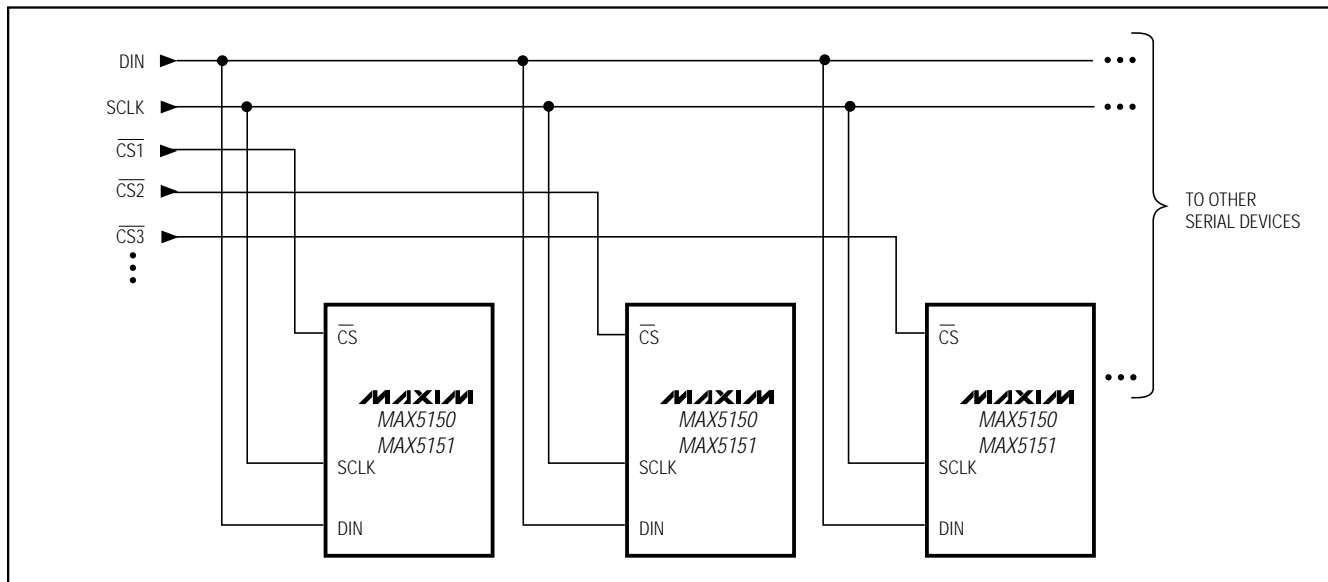 DIN
SCLK
CS1
CS2
CS3
TO OTHER
SERIAL DEVICES
CS
MAXIM
MAX5150
MAX5151
SCLK
DIN
CS
MAXIM
MAX5150
MAX5151
SCLK
DIN
CS
MAXIM
MAX5150
MAX5151
SCLK
DIN